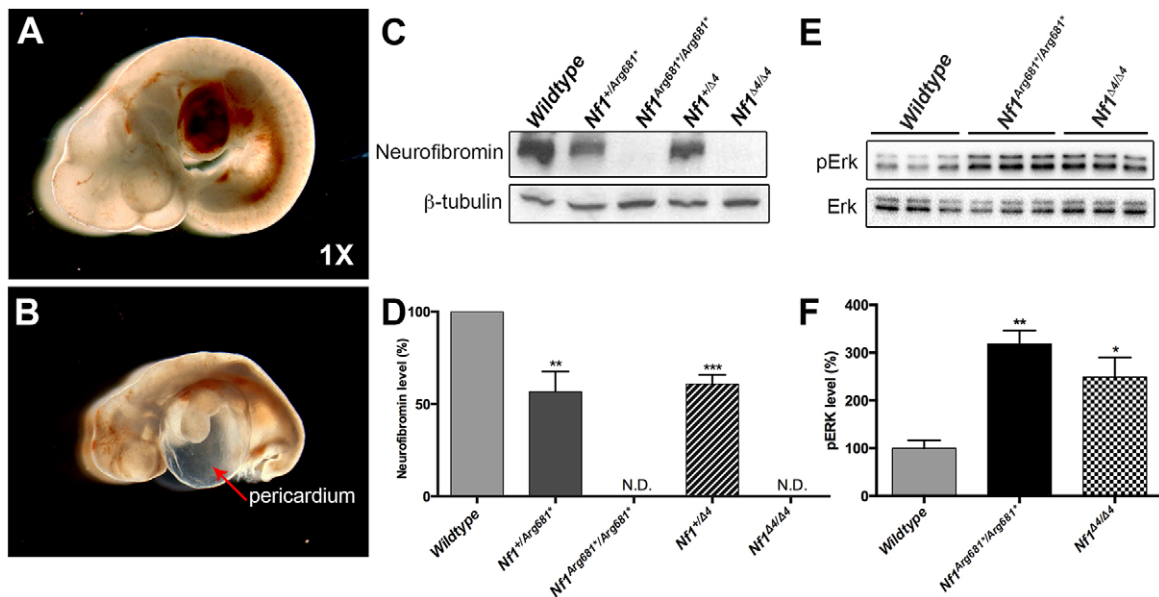 A
1X
B
pericardium
C
Wildtype
Nf1+/Arg681*
Nf1Arg681*/Arg681*
Nf1+/Δ4
Nf1Δ4/Δ4
Neurofibromin
β-tubulin
D
Neurofibromin level (%)
100
50
0
**
N.D.
***
N.D.
Wildtype
Nf1+/Arg681*
Nf1Arg681*/Arg681*
Nf1+/Δ4
Nf1Δ4/Δ4
E
Wildtype
Nf1Arg681*/Arg681*
Nf1Δ4/Δ4
pErk
Erk
F
pERK level (%)
400
300
200
100
0
**
*
Wildtype
Nf1Arg681*/Arg681*
Nf1Δ4/Δ4